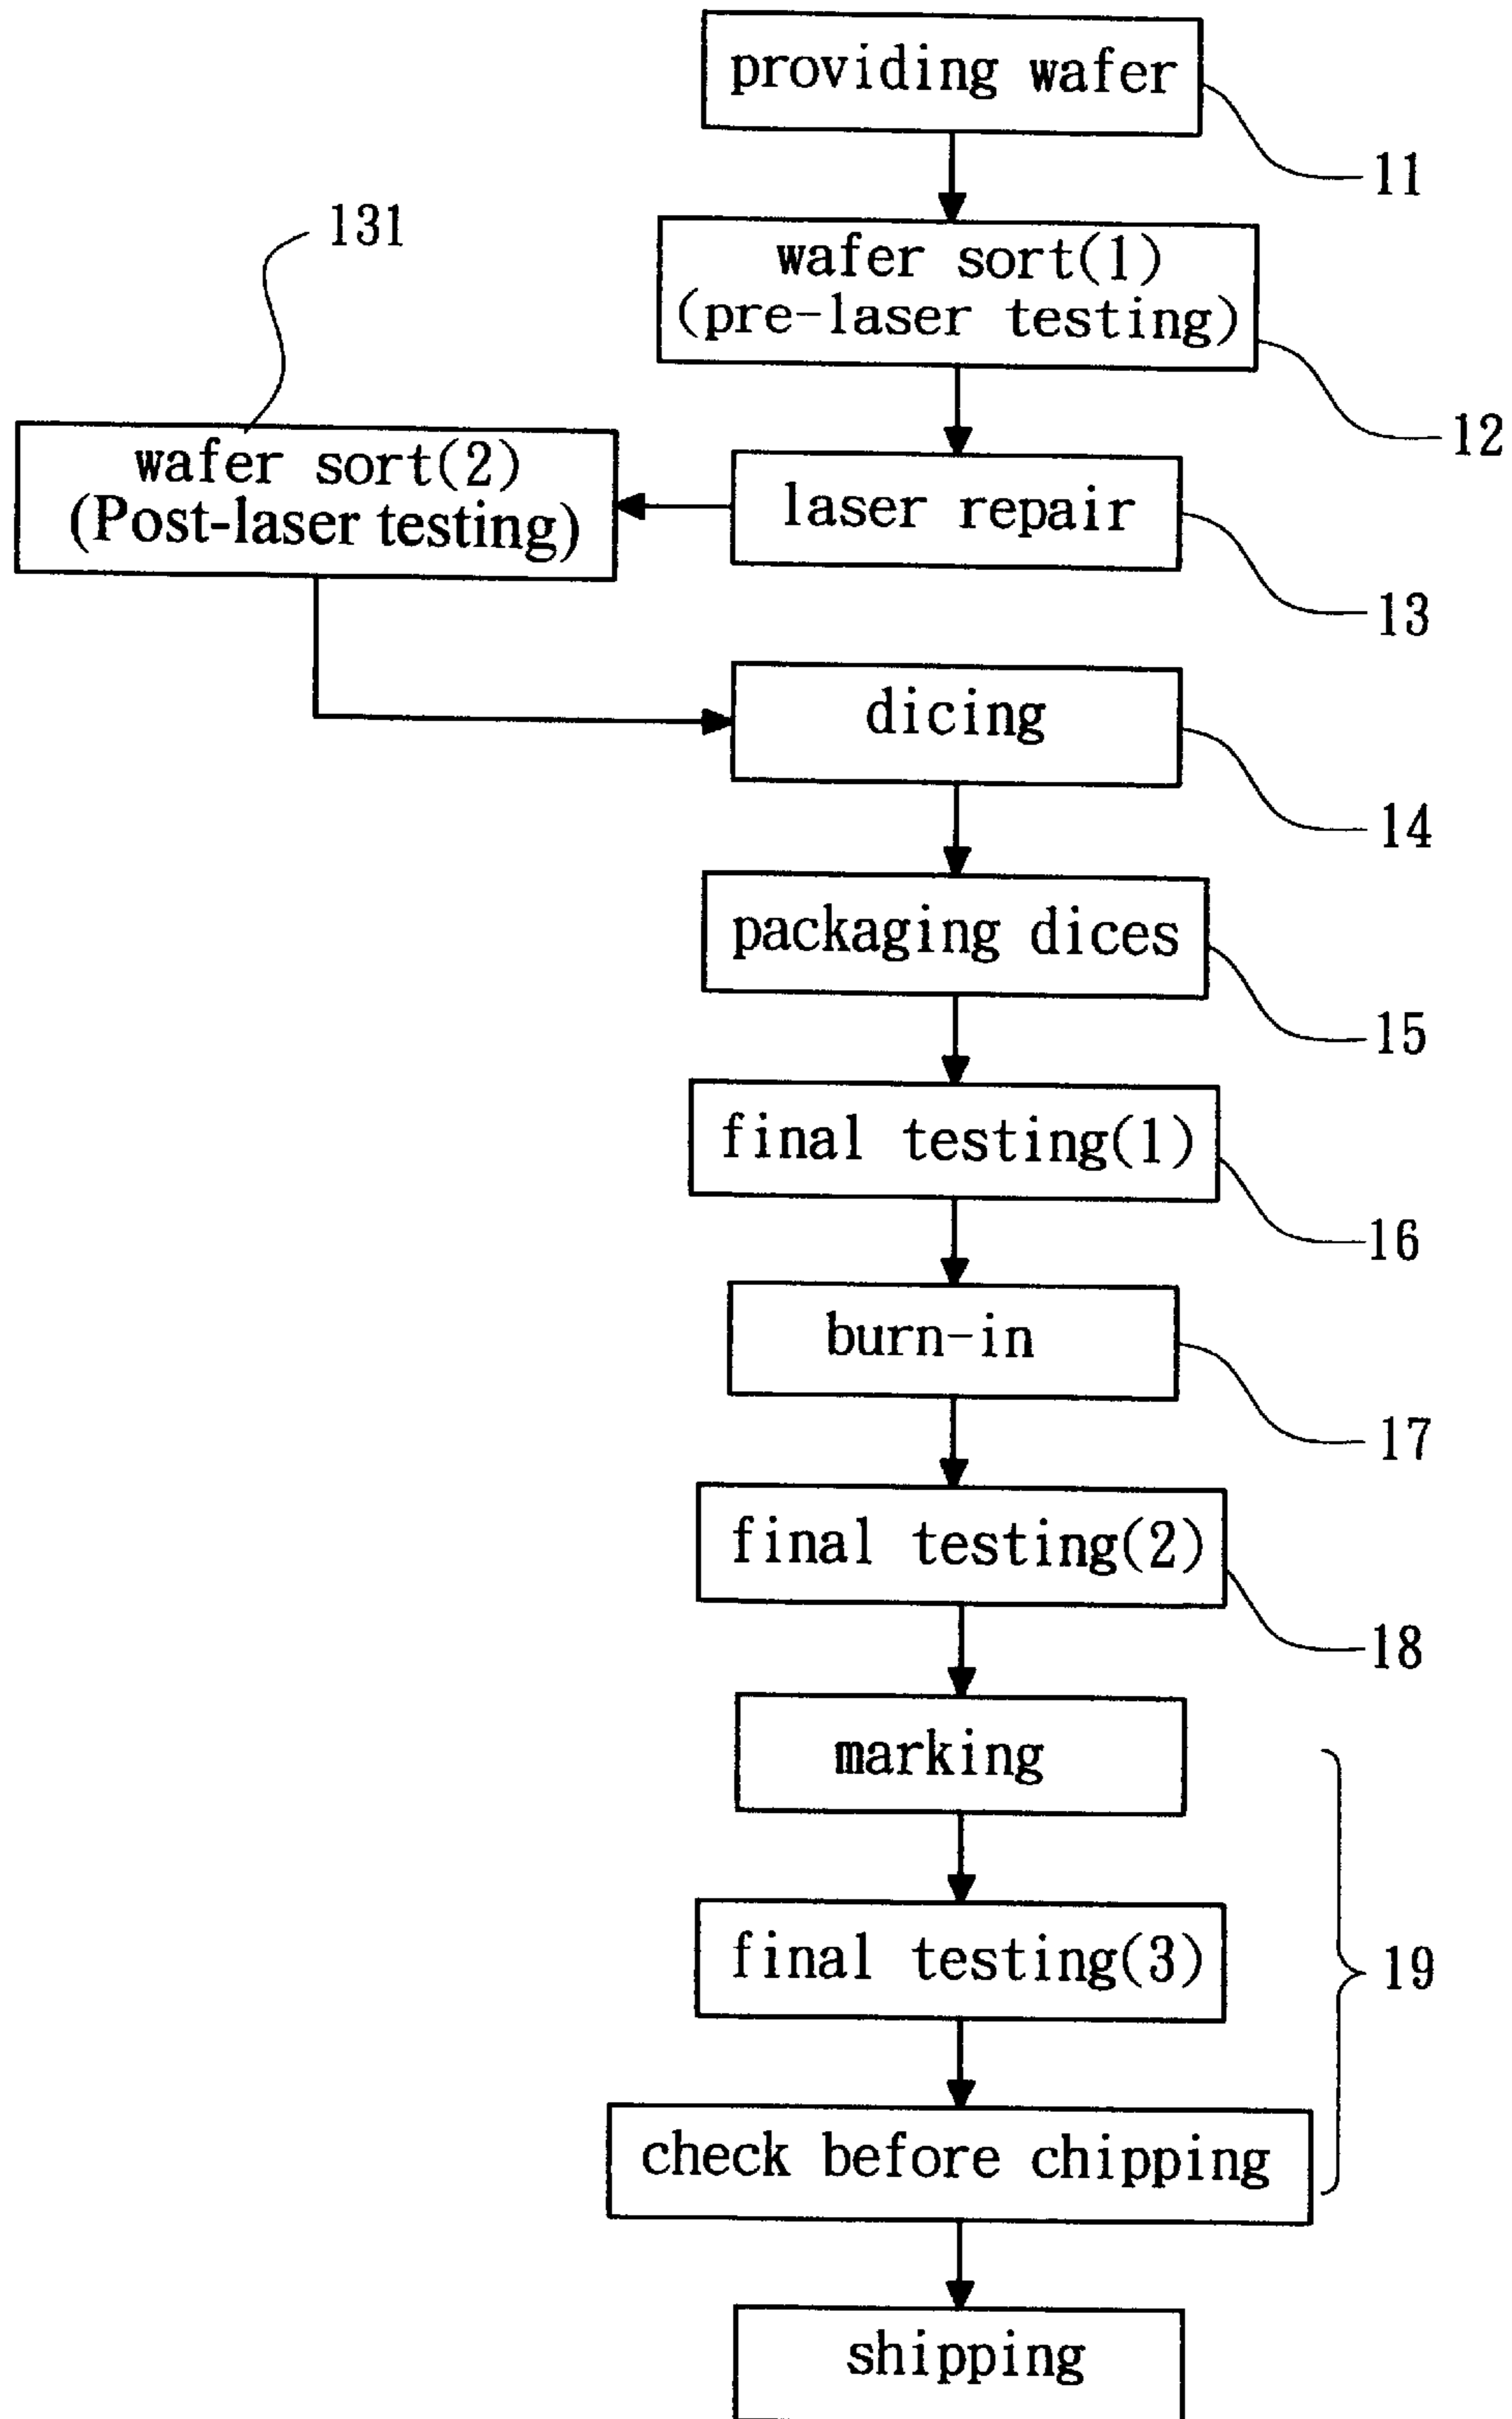 providing wafer
11
131
wafer sort(1)
(pre-laser testing)
12
wafer sort(2)
(Post-laser testing)
laser repair
13
dicing
14
packaging dices
15
final testing(1)
16
burn-in
17
final testing(2)
18
marking
final testing(3)
19
check before chipping
shipping